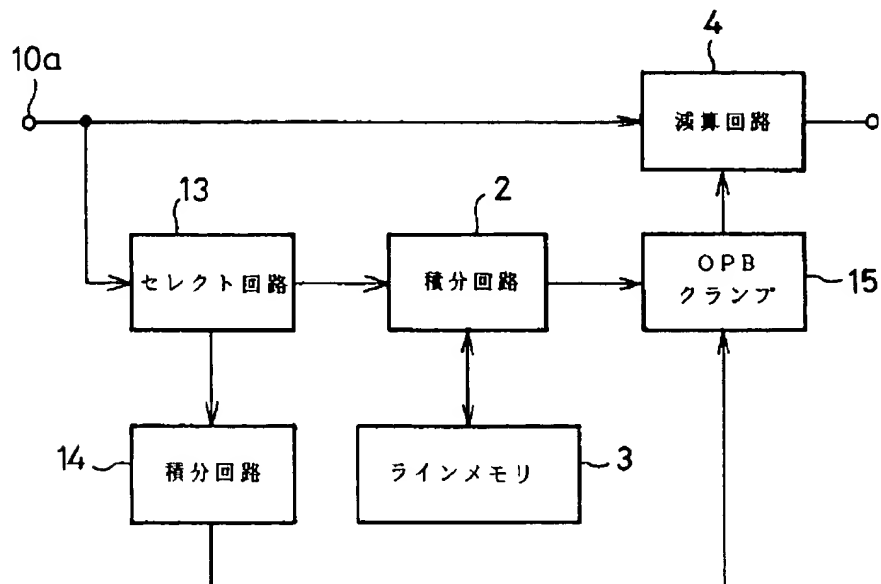 4
10a
減算回路
13
2
セレクト回路
積分回路
OPB
クランプ
15
14
積分回路
ラインメモリ
3